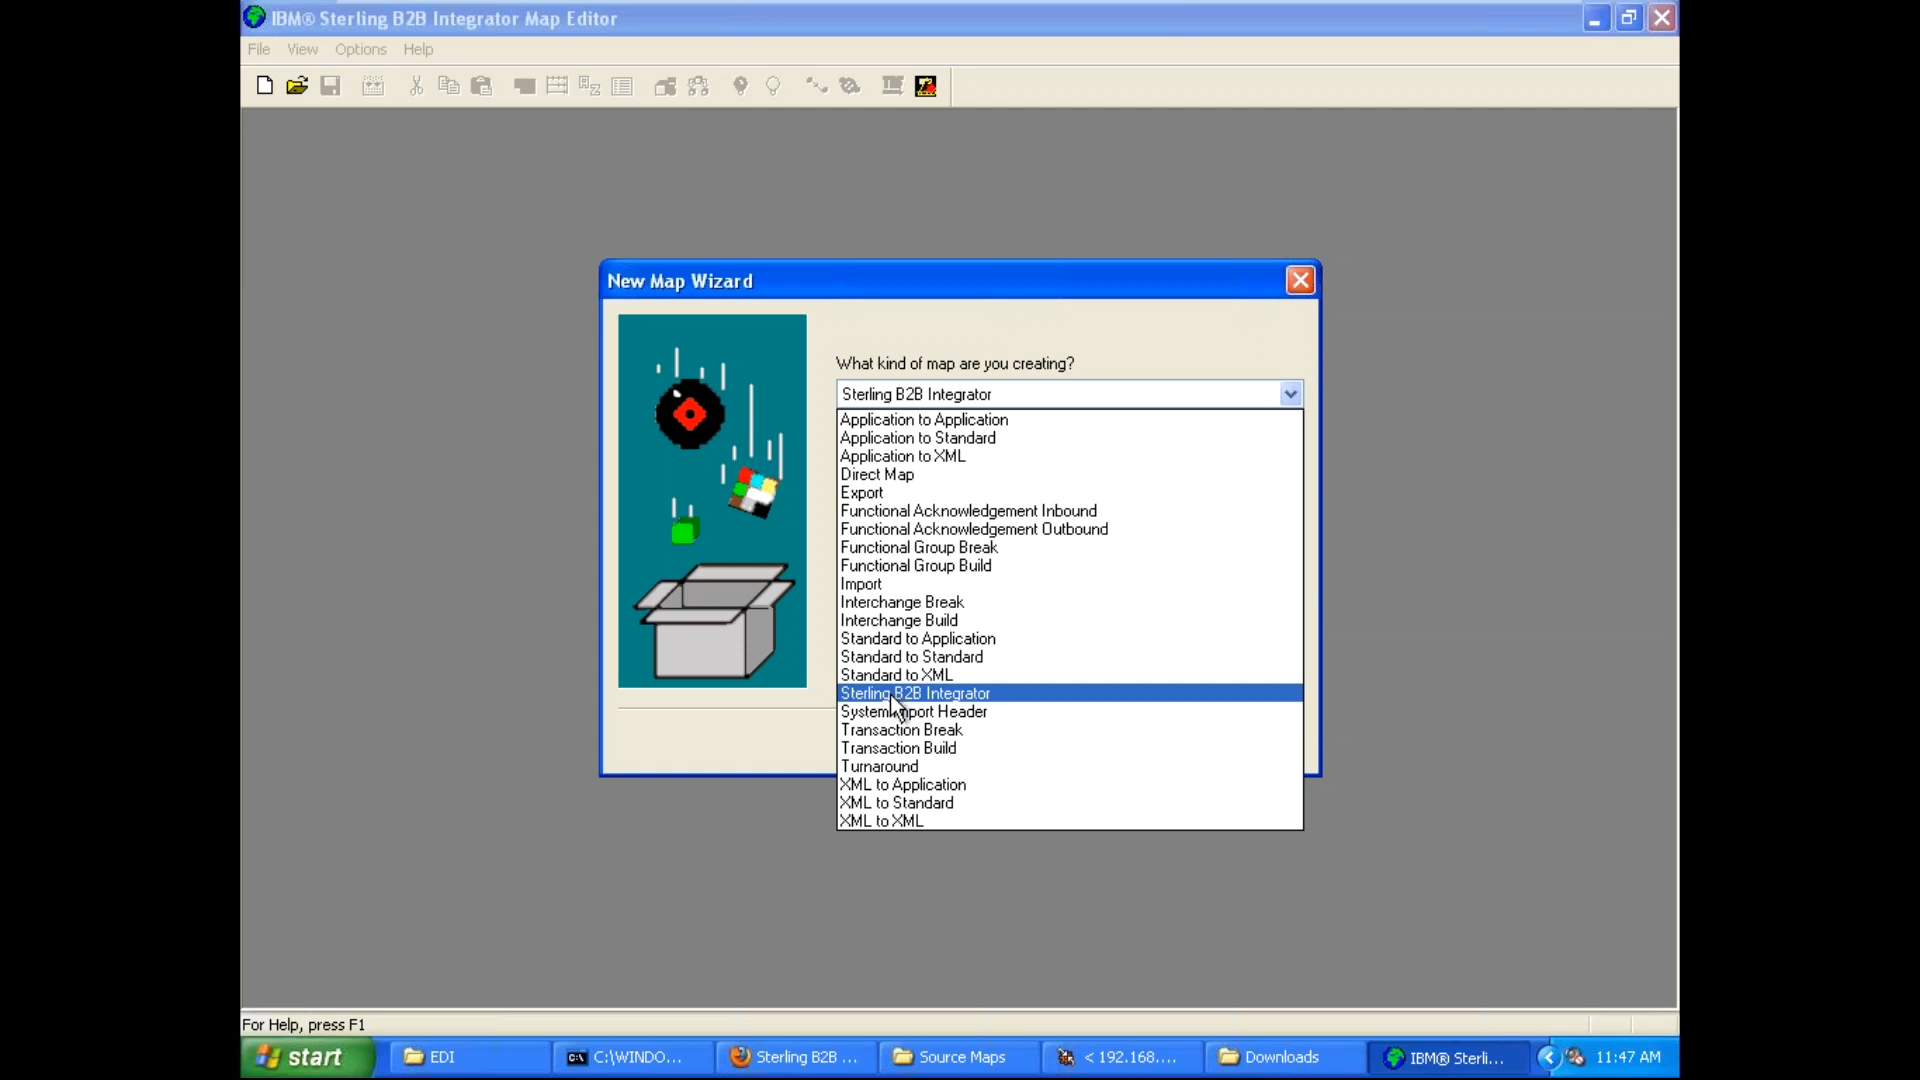 IBM® Sterling B2B Integrator Map Editor
File View Options Help
New Map Wizard
What kind of map are you creating?
Sterling B2B Integrator
Application to Application
Application to Standard
Application to XML
Direct Map
Export
Functional Acknowledgement Inbound
Functional Acknowledgement Outbound
Functional Group Break
Functional Group Build
Import
Interchange Break
Interchange Build
Standard to Application
Standard to Standard
Standard to XML
Sterling B2B Integrator
System Import Header
Transaction Break
Transaction Build
Turnaround
XML to Application
XML to Standard
XML to XML
For Help, press F1
start EDI C:\WINDO... Sterling B2B ... Source Maps < 192.168.... Downloads IBM® Sterli... 11:47 AM